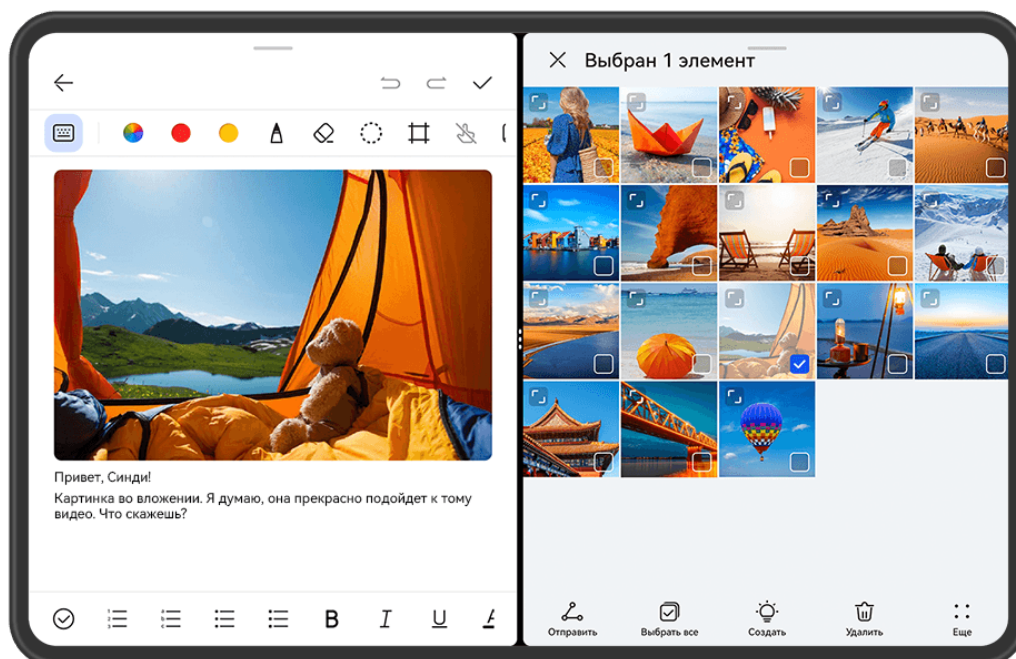 Привет, Синди!
Картинка во вложении. Я думаю, она прекрасно подойдет к тому
видео. Что скажешь?
B I U A
Выбран 1 элемент
Отправить
Выбрать все
Создать
Удалить
Еще